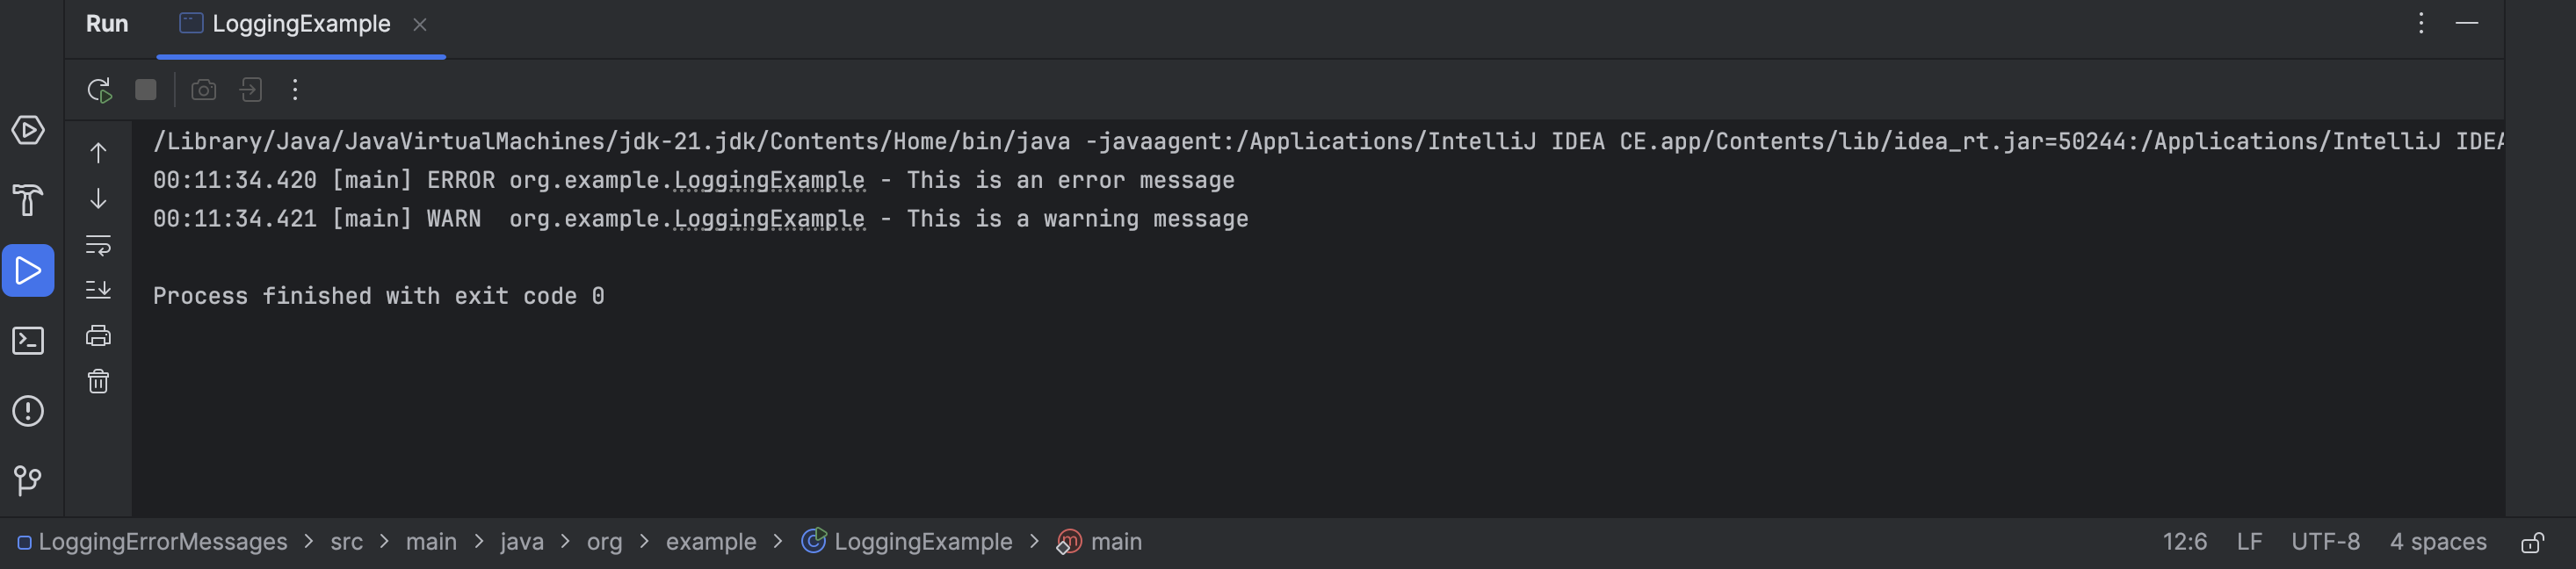 Run LoggingExample
/Library/Java/JavaVirtualMachines/jdk-21.jdk/Contents/Home/bin/java -javaagent:/Applications/IntelliJ IDEA CE.app/Contents/lib/idea_rt.jar=50244:/Applications/IntelliJ IDEA
00:11:34.420 [main] ERROR org.example.LoggingExample - This is an error message
00:11:34.421 [main] WARN  org.example.LoggingExample - This is a warning message
Process finished with exit code 0
LoggingErrorMessages > src > main > java > org > example > LoggingExample > main 12:6 LF UTF-8 4 spaces